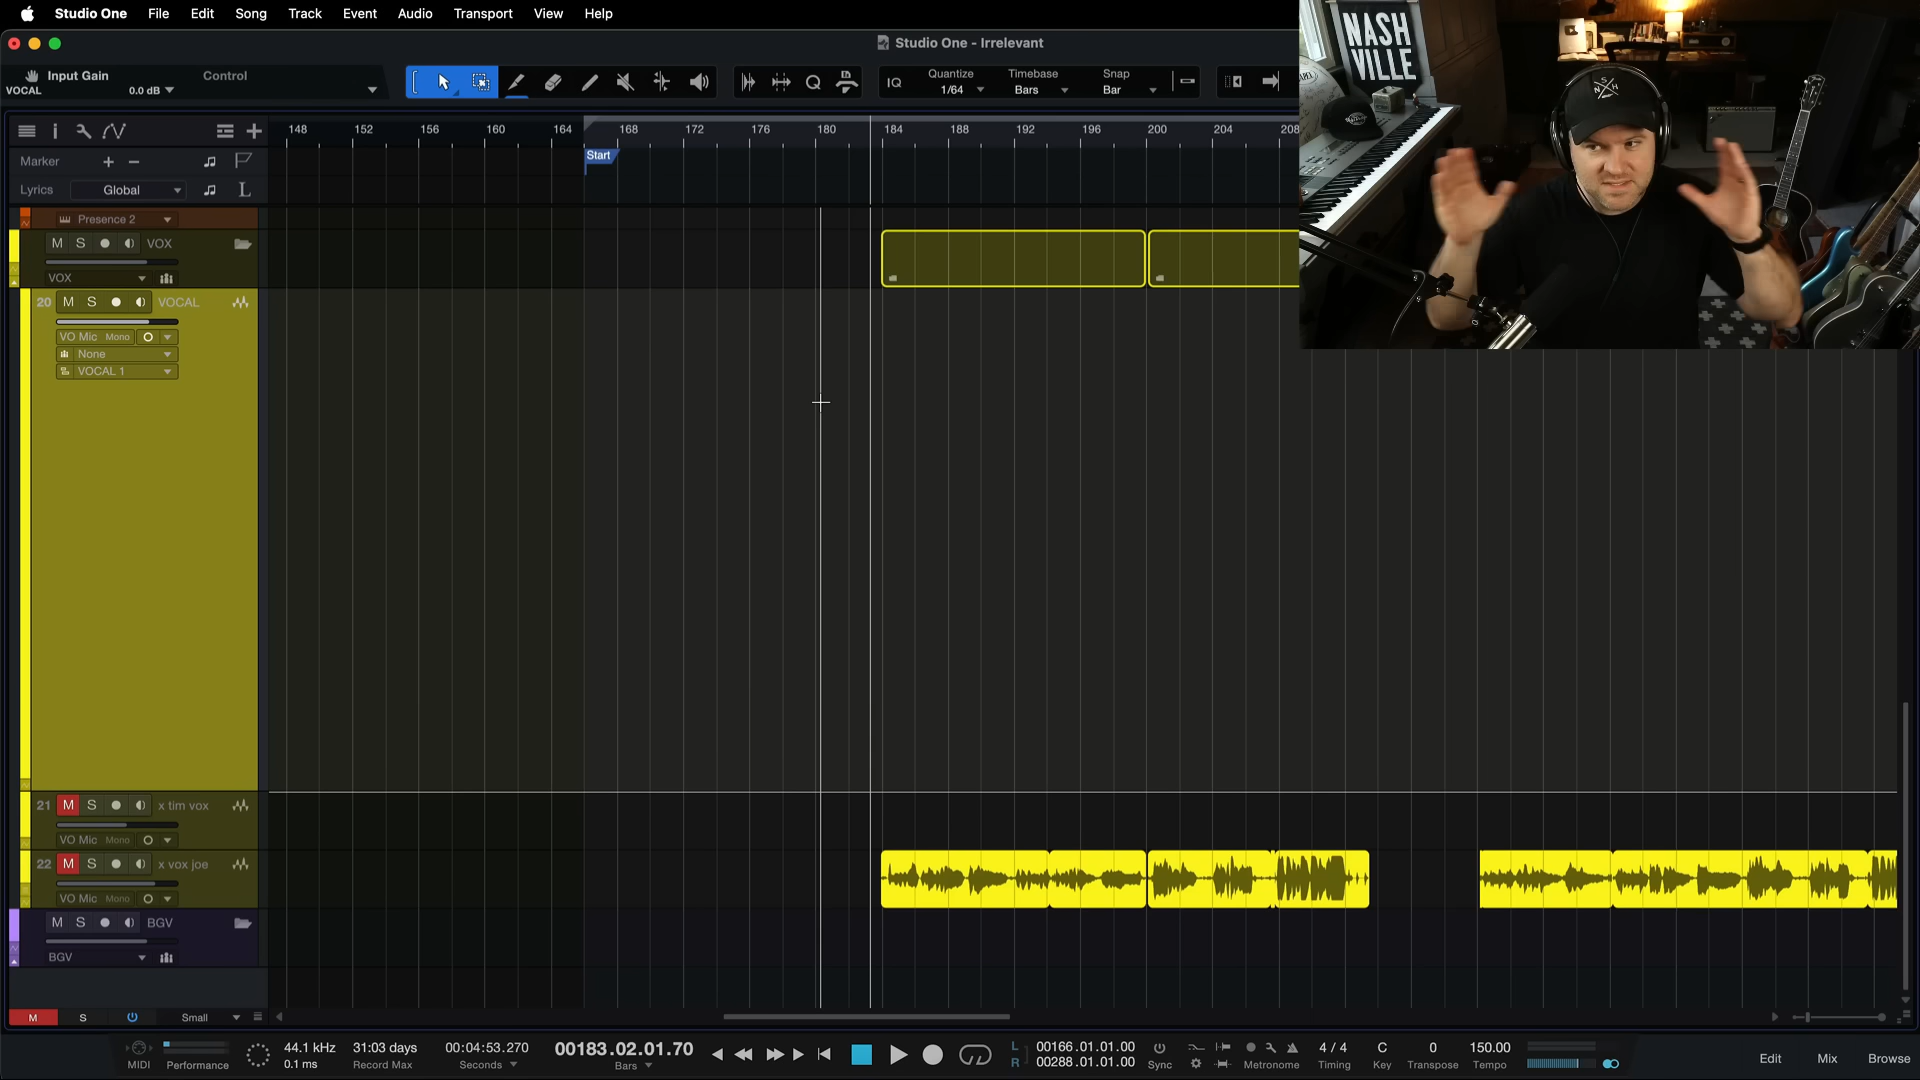 Studio One File Edit Song Track Event Audio Transport View Help
Studio One - Irrelevant
NASH
VILLE
Input Gain Control
VOCAL 0.0 dB
IQ Quantize Timebase Snap
1/64 Bars Bar
148 152 156 160 164 168 172 176 180 184 188 192 196 200 204 208
Marker
Start
Lyrics Global L
Presence 2
M S VOX
VOX
20 M S VOCAL
VO Mic Mono
None
VOCAL 1
21 M S x tim vox
VO Mic Mono
22 M S x vox joe
VO Mic Mono
M S BGV
BGV
M S Small
MIDI Performance
44.1 kHz
0.1 ms
31:03 days
Record Max
00:04:53.270
Seconds
00183.02.01.70
Bars
L 00166.01.01.00
R 00288.01.01.00
Sync Metronome
4 / 4
Timing
C
Key
0
Transpose
150.00
Tempo
Edit Mix Browse